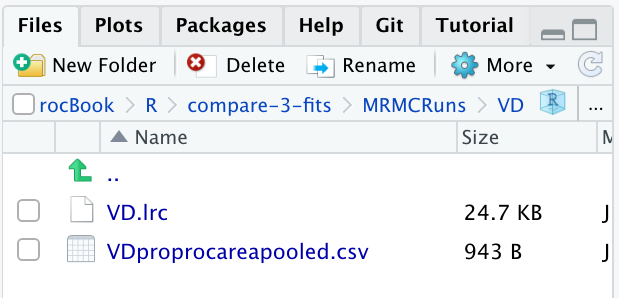 Files Plots Packages Help Git Tutorial
New Folder Delete Rename More
rocBook > R > compare-3-fits > MRMCRuns > VD R ...
Name Size M
..
VD.lrc 24.7 KB J
VDproprocareapooled.csv 943 B J